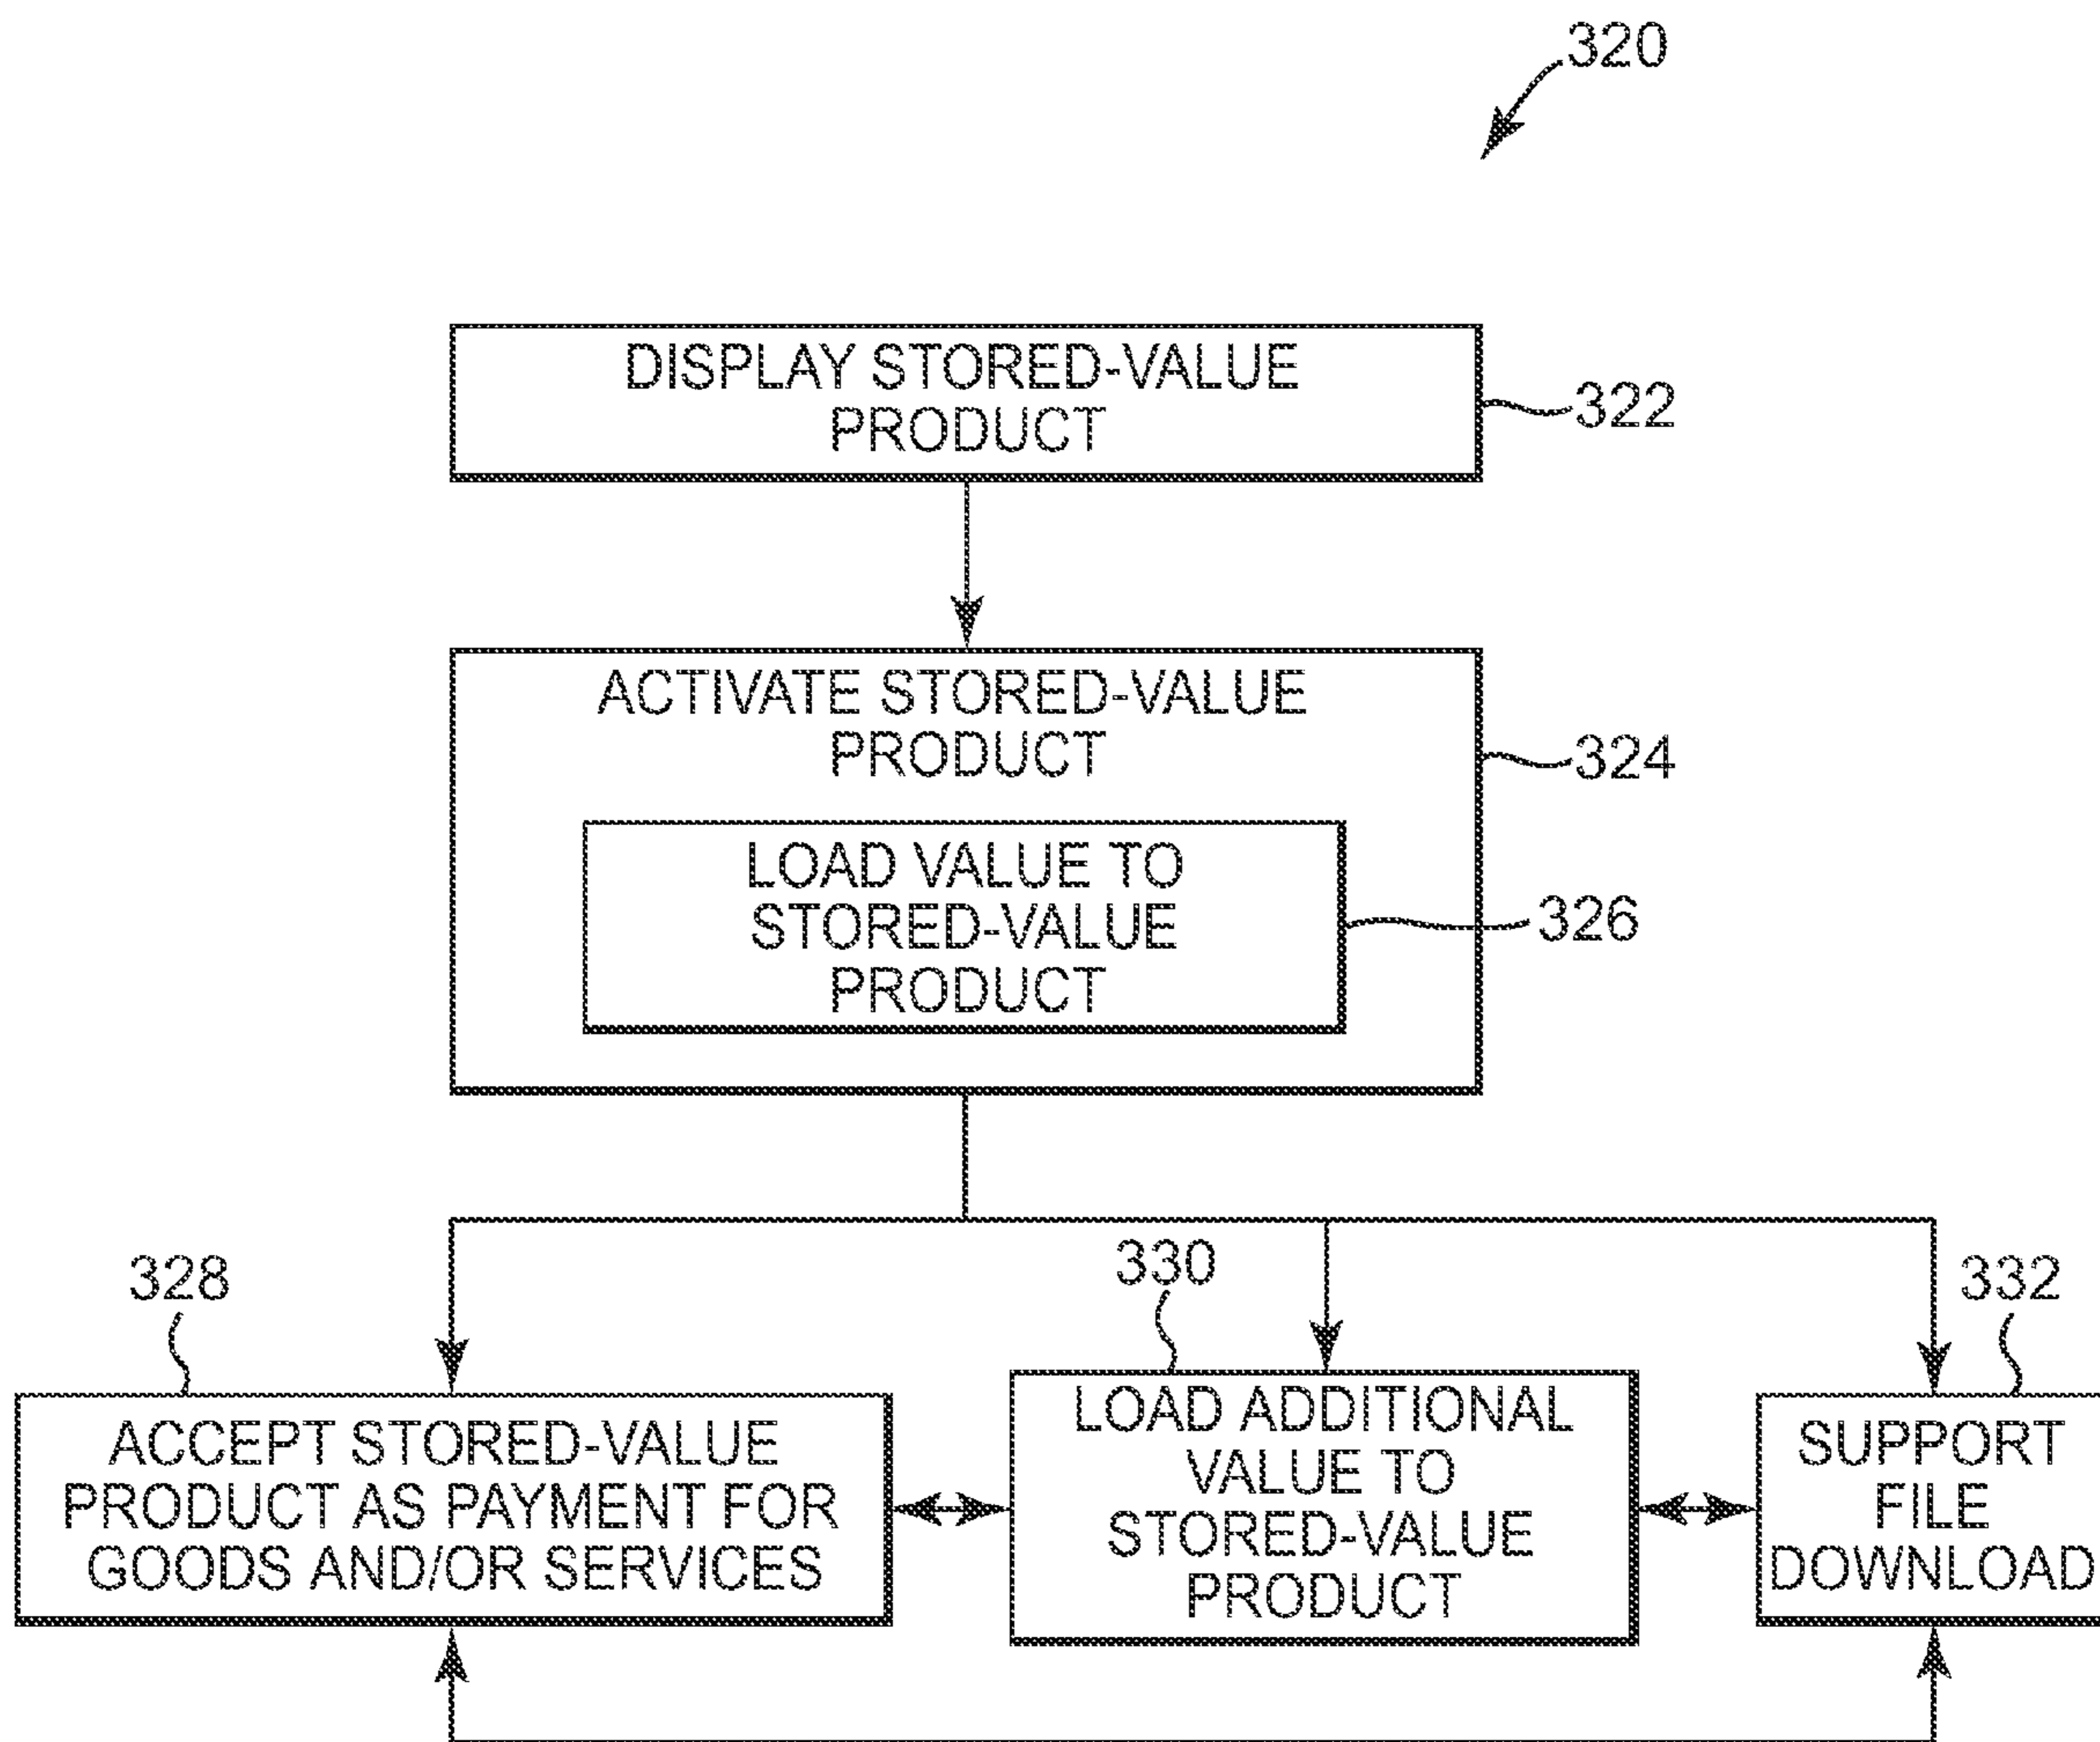 320
DISPLAY STORED-VALUE
PRODUCT
322
ACTIVATE STORED-VALUE
PRODUCT
324
LOAD VALUE TO
STORED-VALUE
PRODUCT
326
328
330
332
ACCEPT STORED-VALUE
PRODUCT AS PAYMENT FOR
GOODS AND/OR SERVICES
LOAD ADDITIONAL
VALUE TO
STORED-VALUE
PRODUCT
SUPPORT
FILE
DOWNLOAD